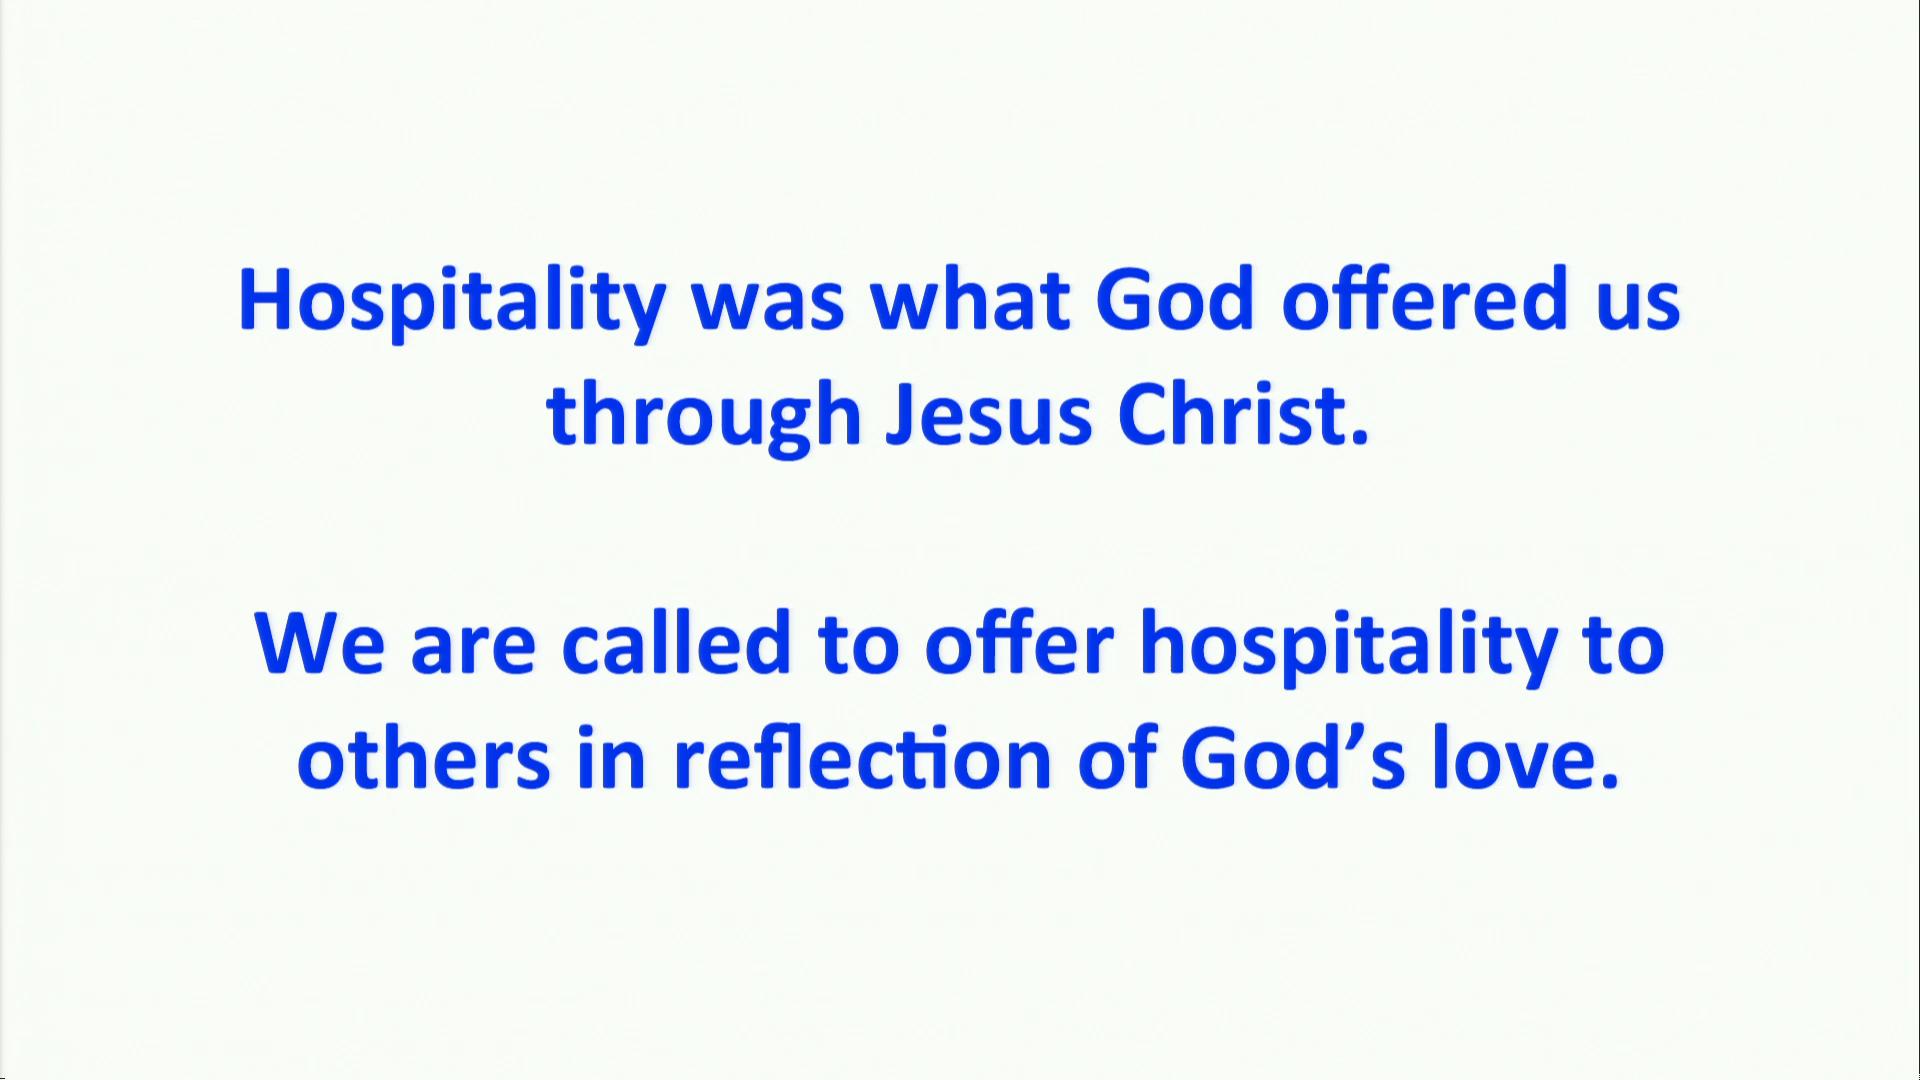 Hospitality was what God offered us
through Jesus Christ.
We are called to offer hospitality to
others in reflection of God’s love.